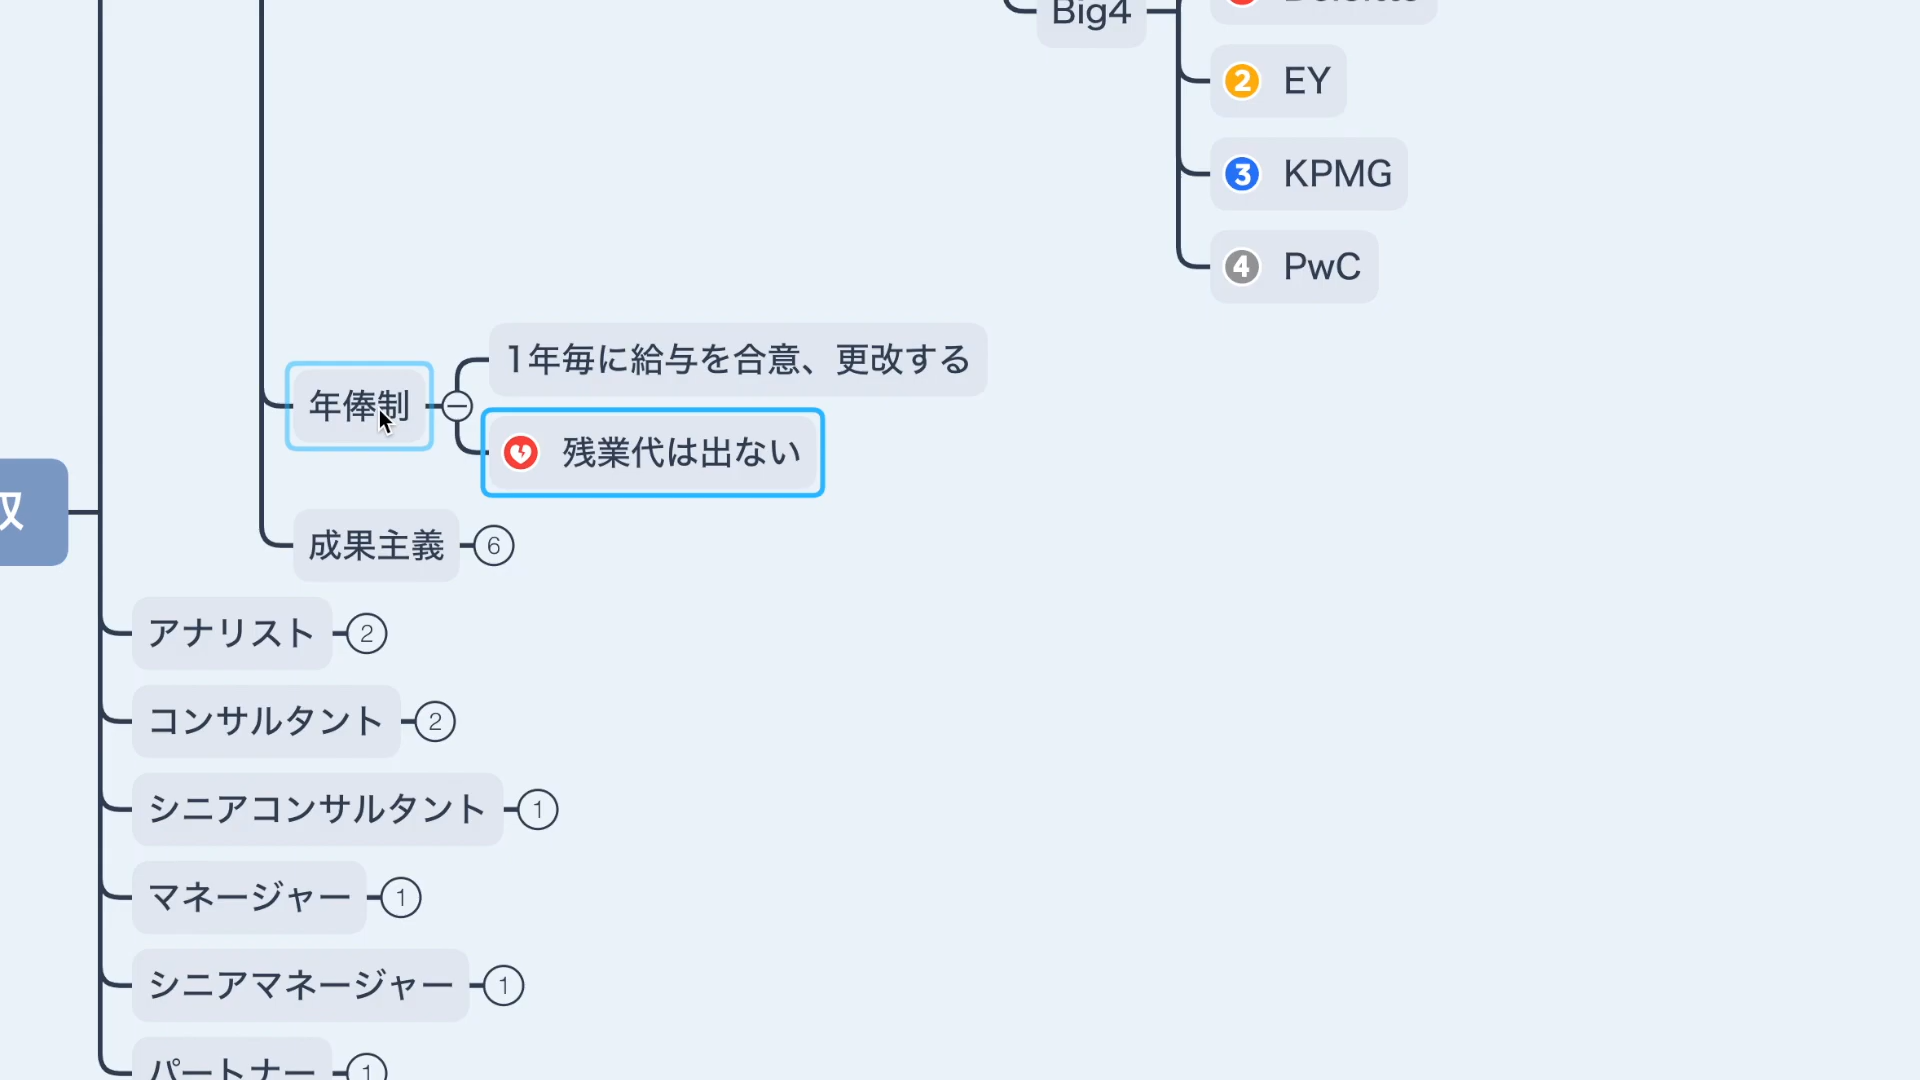 Big4
Deloitte
2 EY
3 KPMG
4 PwC
1年毎に給与を合意、更改する
年俸制
残業代は出ない
収
成果主義 6
アナリスト 2
コンサルタント 2
シニアコンサルタント 1
マネージャー 1
シニアマネージャー 1
パートナー 1